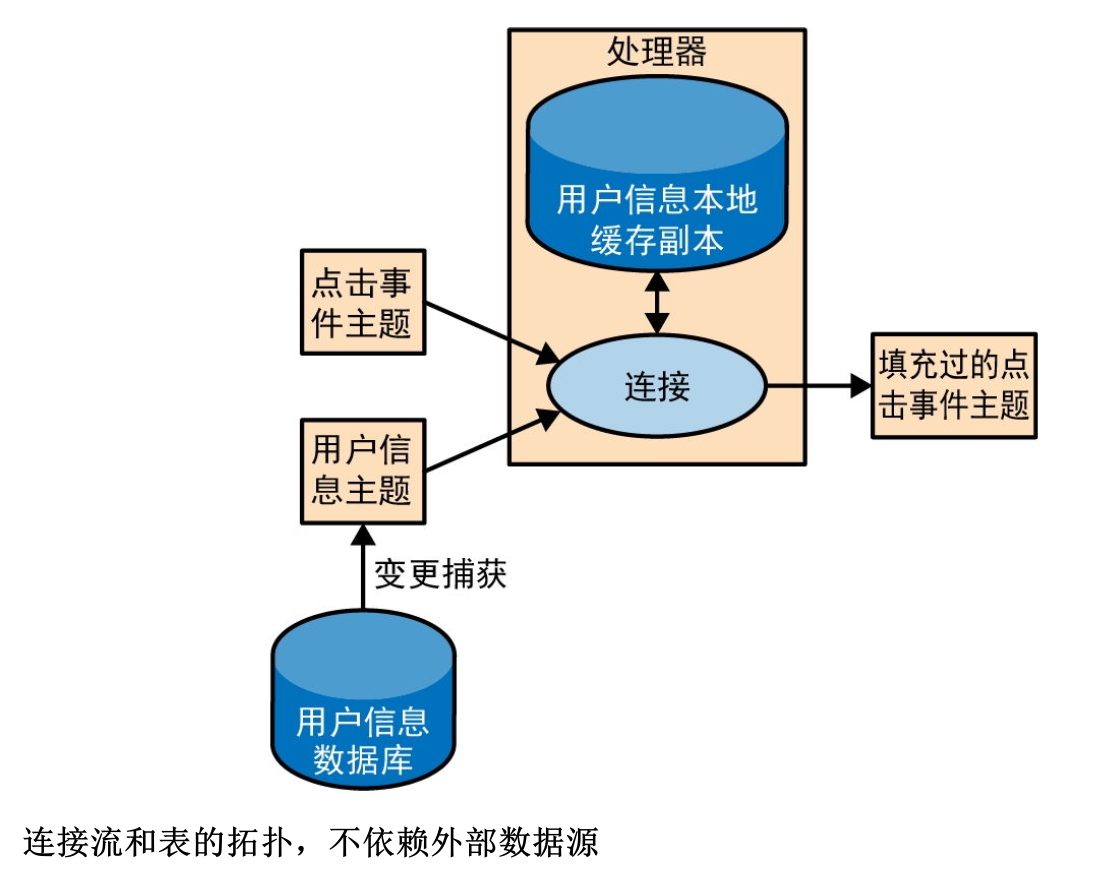 处理器
用户信息本地
缓存副本
点击事
件主题
连接
填充过的点
击事件主题
用户信
息主题
变更捕获
用户信息
数据库
连接流和表的拓扑，不依赖外部数据源